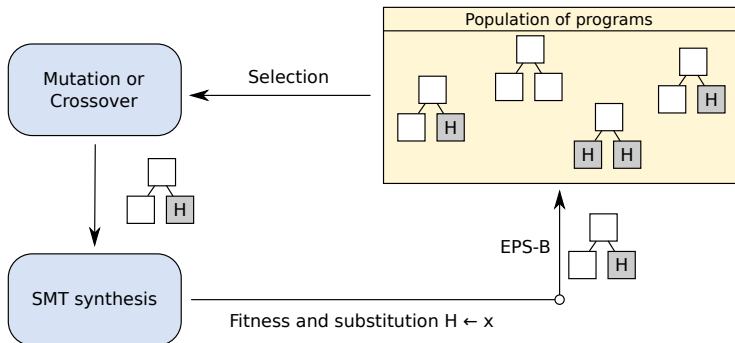 Population of programs
Mutation or
Crossover
Selection
H
H
H
H
H
EPS-B
H
SMT synthesis
Fitness and substitution H ← x